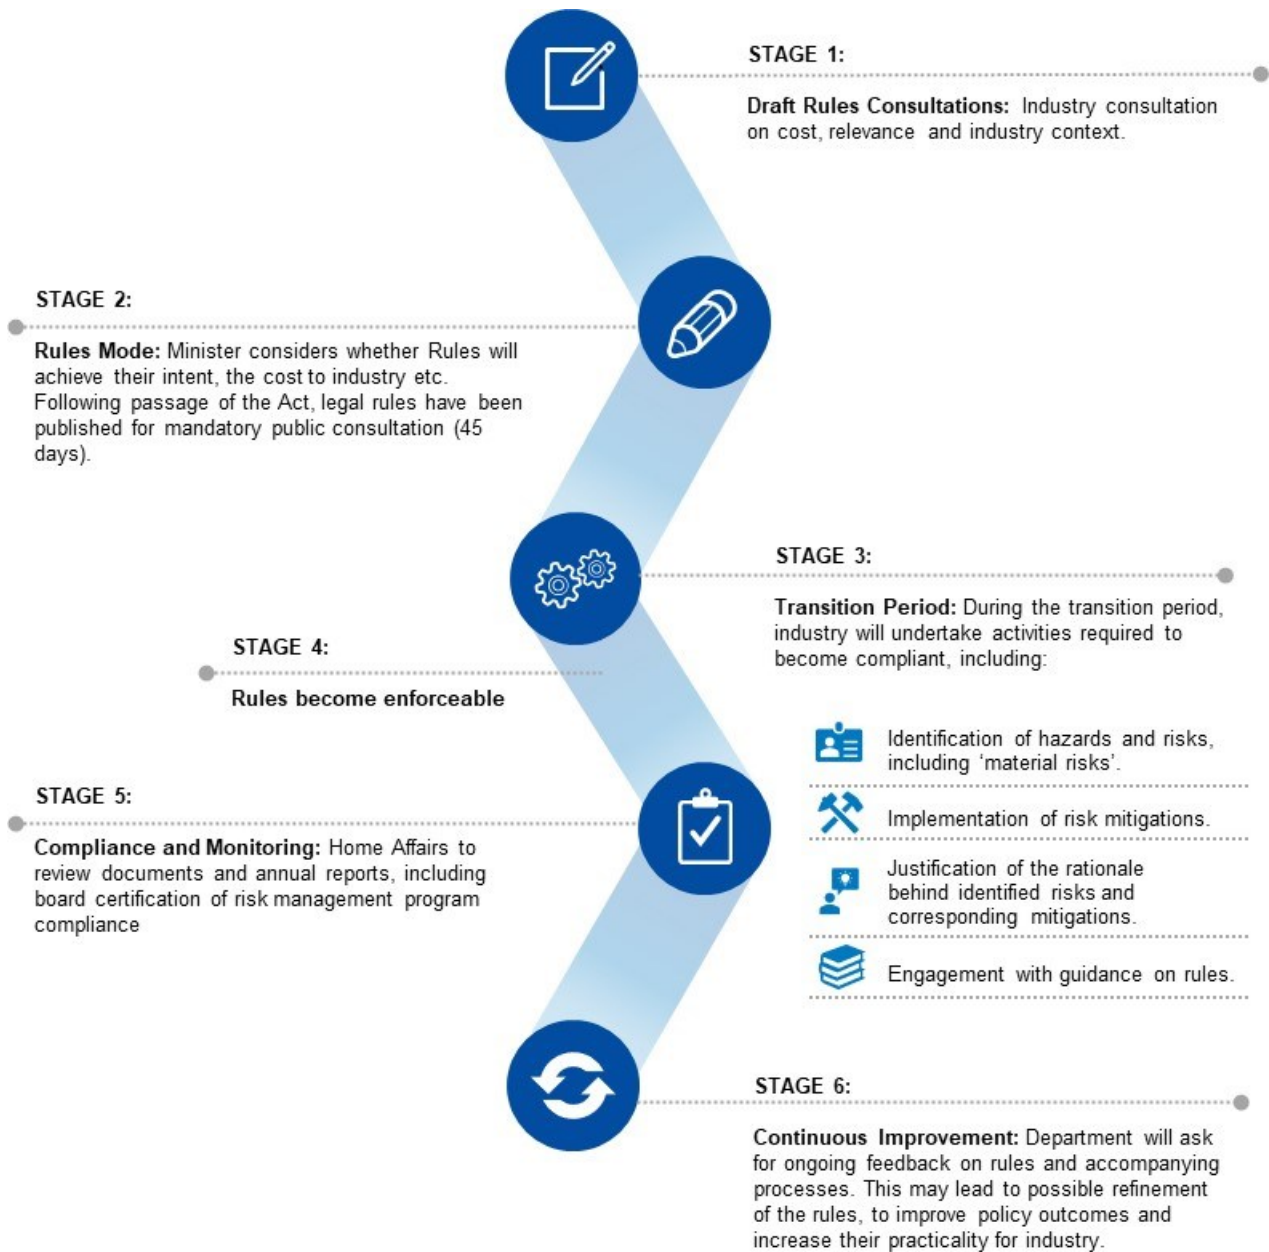 STAGE 1:
Draft Rules Consultations: Industry consultation
on cost, relevance and industry context.
STAGE 2:
Rules Mode: Minister considers whether Rules will
achieve their intent, the cost to industry etc.
Following passage of the Act, legal rules have been
published for mandatory public consultation (45
days).
STAGE 3:
Transition Period: During the transition period,
industry will undertake activities required to
become compliant, including:
Identification of hazards and risks,
including ‘material risks’.
Implementation of risk mitigations.
Justification of the rationale
behind identified risks and
corresponding mitigations.
Engagement with guidance on rules.
STAGE 4:
Rules become enforceable
STAGE 5:
Compliance and Monitoring: Home Affairs to
review documents and annual reports, including
board certification of risk management program
compliance
STAGE 6:
Continuous Improvement: Department will ask
for ongoing feedback on rules and accompanying
processes. This may lead to possible refinement
of the rules, to improve policy outcomes and
increase their practicality for industry.